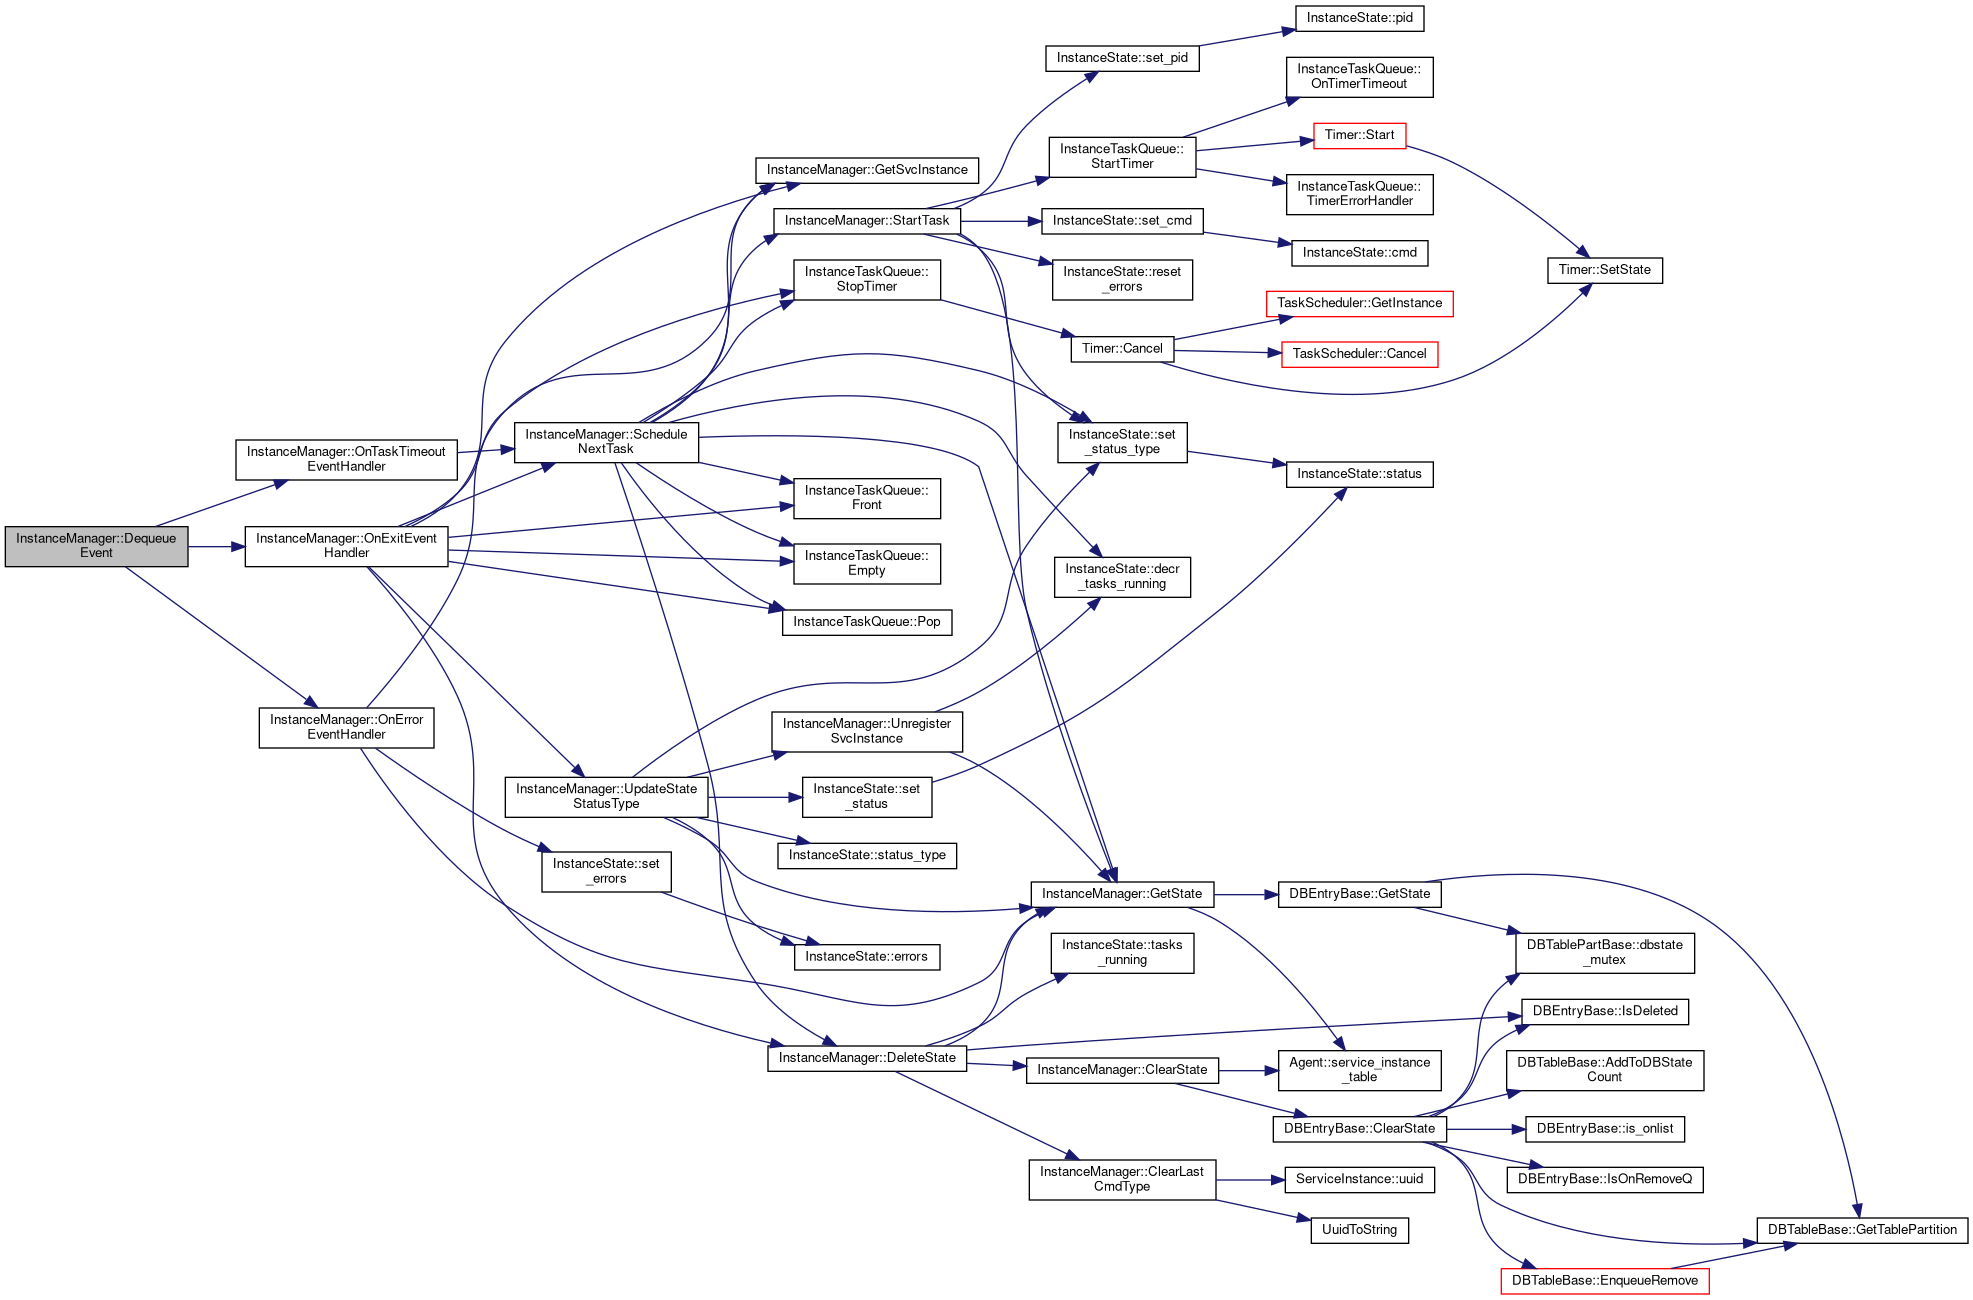 InstanceManager::Dequeue
Event
InstanceManager::OnTaskTimeout
EventHandler
InstanceManager::OnExitEvent
Handler
InstanceManager::OnError
EventHandler
InstanceManager::Schedule
NextTask
InstanceManager::UpdateState
StatusType
InstanceState::set
_errors
InstanceManager::GetSvcInstance
InstanceManager::StartTask
InstanceTaskQueue::
StopTimer
InstanceTaskQueue::
Front
InstanceTaskQueue::
Empty
InstanceTaskQueue::Pop
InstanceManager::Unregister
SvcInstance
InstanceState::set
_status
InstanceState::status_type
InstanceState::errors
InstanceManager::DeleteState
InstanceState::set_pid
InstanceTaskQueue::
StartTimer
InstanceState::set_cmd
InstanceState::reset
_errors
Timer::Cancel
InstanceState::set
_status_type
InstanceState::decr
_tasks_running
InstanceManager::GetState
InstanceState::tasks
_running
InstanceManager::ClearState
InstanceManager::ClearLast
CmdType
InstanceState::pid
InstanceTaskQueue::
OnTimerTimeout
Timer::Start
InstanceTaskQueue::
TimerErrorHandler
InstanceState::cmd
TaskScheduler::GetInstance
TaskScheduler::Cancel
InstanceState::status
DBEntryBase::GetState
Agent::service_instance
_table
DBEntryBase::ClearState
ServiceInstance::uuid
UuidToString
Timer::SetState
DBTablePartBase::dbstate
_mutex
DBEntryBase::IsDeleted
DBTableBase::AddToDBState
Count
DBEntryBase::is_onlist
DBEntryBase::IsOnRemoveQ
DBTableBase::EnqueueRemove
DBTableBase::GetTablePartition